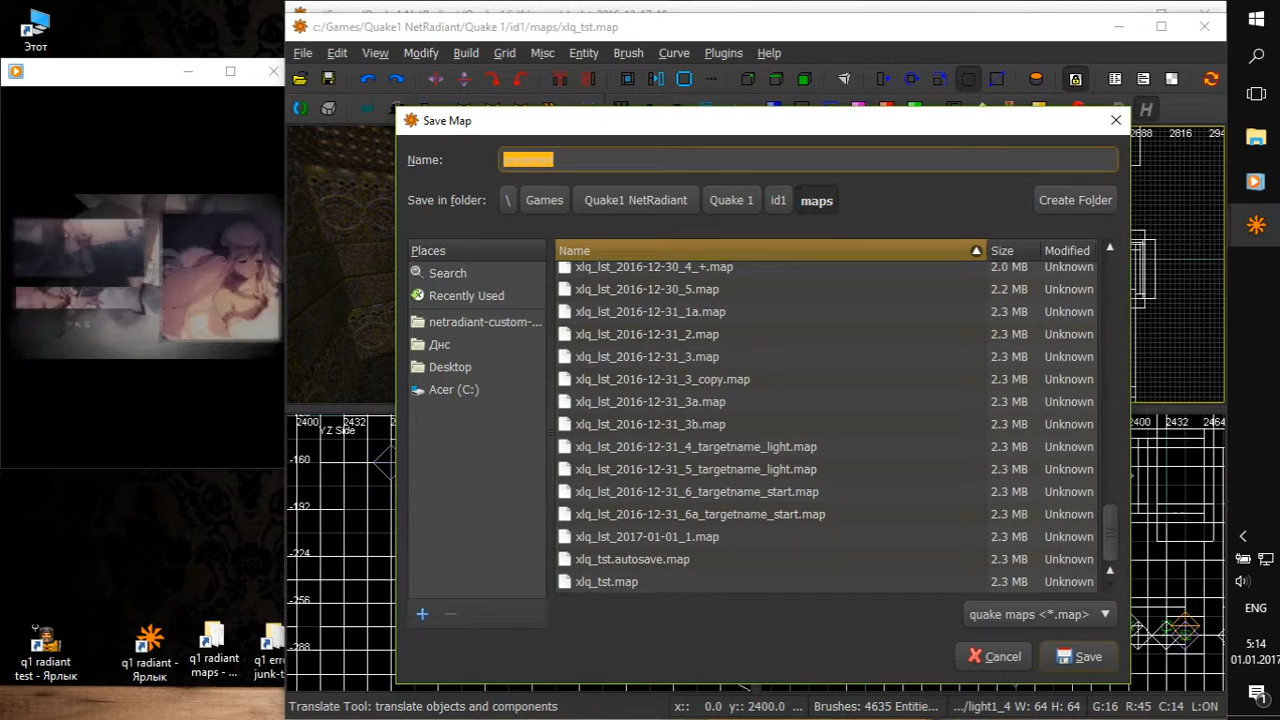 Этот
c:/Games/Quake1 NetRadiant/Quake 1/id1/maps/xlq_tst.map
File Edit View Modify Build Grid Misc Entity Brush Curve Plugins Help
Save Map
Name:
Save in folder: \ Games Quake1 NetRadiant Quake 1 id1 maps Create Folder
Places
Search
Recently Used
netradiant-custom-...
Днс
Desktop
Acer (C:)
Name Size Modified
xlq_lst_2016-12-30_4_+.map 2.0 MB Unknown
xlq_lst_2016-12-30_5.map 2.2 MB Unknown
xlq_lst_2016-12-31_1a.map 2.3 MB Unknown
xlq_lst_2016-12-31_2.map 2.3 MB Unknown
xlq_lst_2016-12-31_3.map 2.3 MB Unknown
xlq_lst_2016-12-31_3_copy.map 2.3 MB Unknown
xlq_lst_2016-12-31_3a.map 2.3 MB Unknown
xlq_lst_2016-12-31_3b.map 2.3 MB Unknown
xlq_lst_2016-12-31_4_targetname_light.map 2.3 MB Unknown
xlq_lst_2016-12-31_5_targetname_light.map 2.3 MB Unknown
xlq_lst_2016-12-31_6_targetname_start.map 2.3 MB Unknown
xlq_lst_2016-12-31_6a_targetname_start.map 2.3 MB Unknown
xlq_lst_2017-01-01_1.map 2.3 MB Unknown
xlq_tst.autosave.map 2.3 MB Unknown
xlq_tst.map 2.3 MB Unknown
quake maps <*.map>
Cancel Save
H
2688 2816 294
2400 2432
YZ Side
-160
-192
-224
-256
-288
2400 2432 2464
q1 radiant test - Ярлык
q1 radiant - Ярлык
q1 radiant maps - ...
q1 erro junk-t
Translate Tool: translate objects and components
x:: 0.0 y:: 2400.0 ...
Brushes: 4635 Entitie...
.../light1_4 W: 64 H: 64
G:16 R:45 C:14 L:ON
ENG
5:14
01.01.2017
1